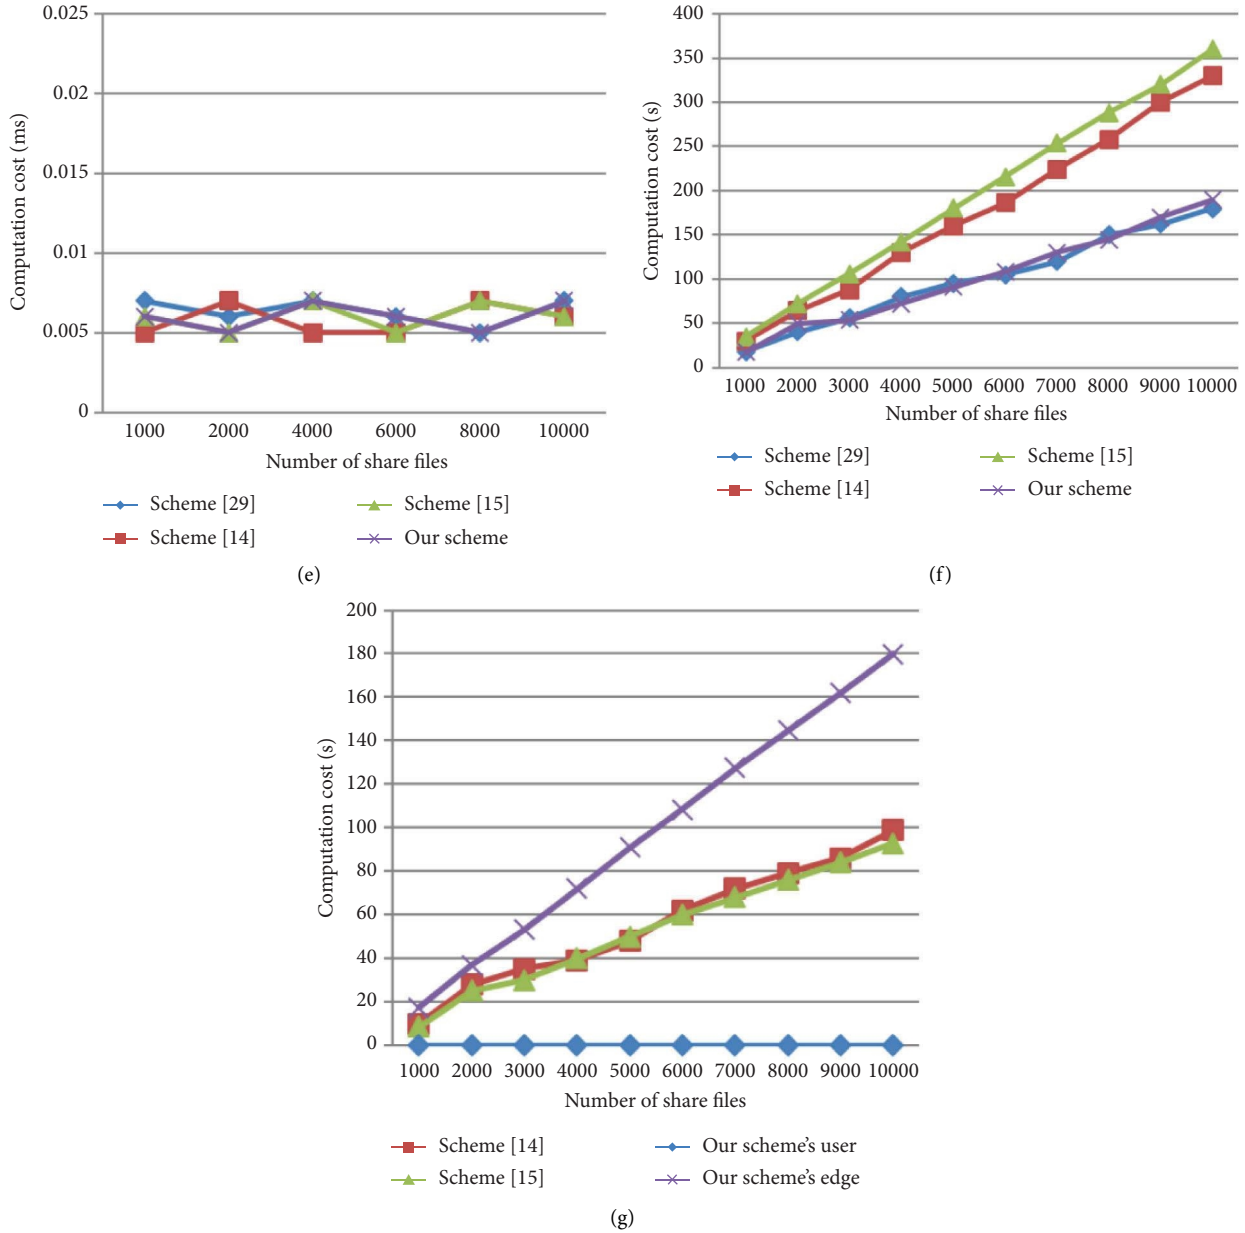 0.025
0.02
0.015
0.01
0.005
0
Computation cost (ms)
1000 2000 4000 6000 8000 10000
Number of share files
Scheme [29] Scheme [15]
Scheme [14] Our scheme
(e)
400
350
300
250
200
150
100
50
0
Computation cost (s)
1000 2000 3000 4000 5000 6000 7000 8000 9000 10000
Number of share files
Scheme [29] Scheme [15]
Scheme [14] Our scheme
(f)
200
180
160
140
120
100
80
60
40
20
0
Computation cost (s)
1000 2000 3000 4000 5000 6000 7000 8000 9000 10000
Number of share files
Scheme [14] Our scheme's user
Scheme [15] Our scheme's edge
(g)